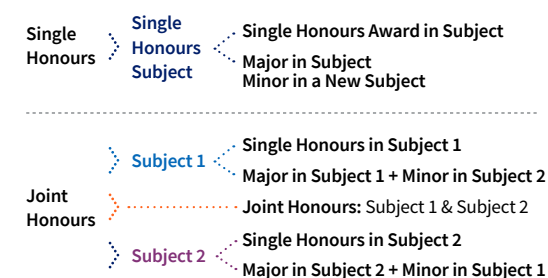 Single
Honours
Single
Honours
Subject
Single Honours Award in Subject
Major in Subject
Minor in a New Subject
Joint
Honours
Subject 1
Single Honours in Subject 1
Major in Subject 1 + Minor in Subject 2
Joint Honours: Subject 1 & Subject 2
Subject 2
Single Honours in Subject 2
Major in Subject 2 + Minor in Subject 1